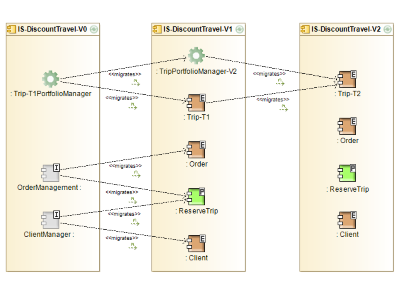 IS-DiscountTravel-V0
IS-DiscountTravel-V1
IS-DiscountTravel-V2
<<migrates>>
<<migrates>>
: Trip-T1PortfolioManager
: TripPortfolioManager-V2
: Trip-T2
<<migrates>>
<<migrates>>
E
: Trip-T1
E
: Order
<<migrates>>
E
: Order
I
OrderManagement :
<<migrates>>
: ReserveTrip
: ReserveTrip
<<migrates>>
I
ClientManager :
<<migrates>>
E
: Client
E
: Client